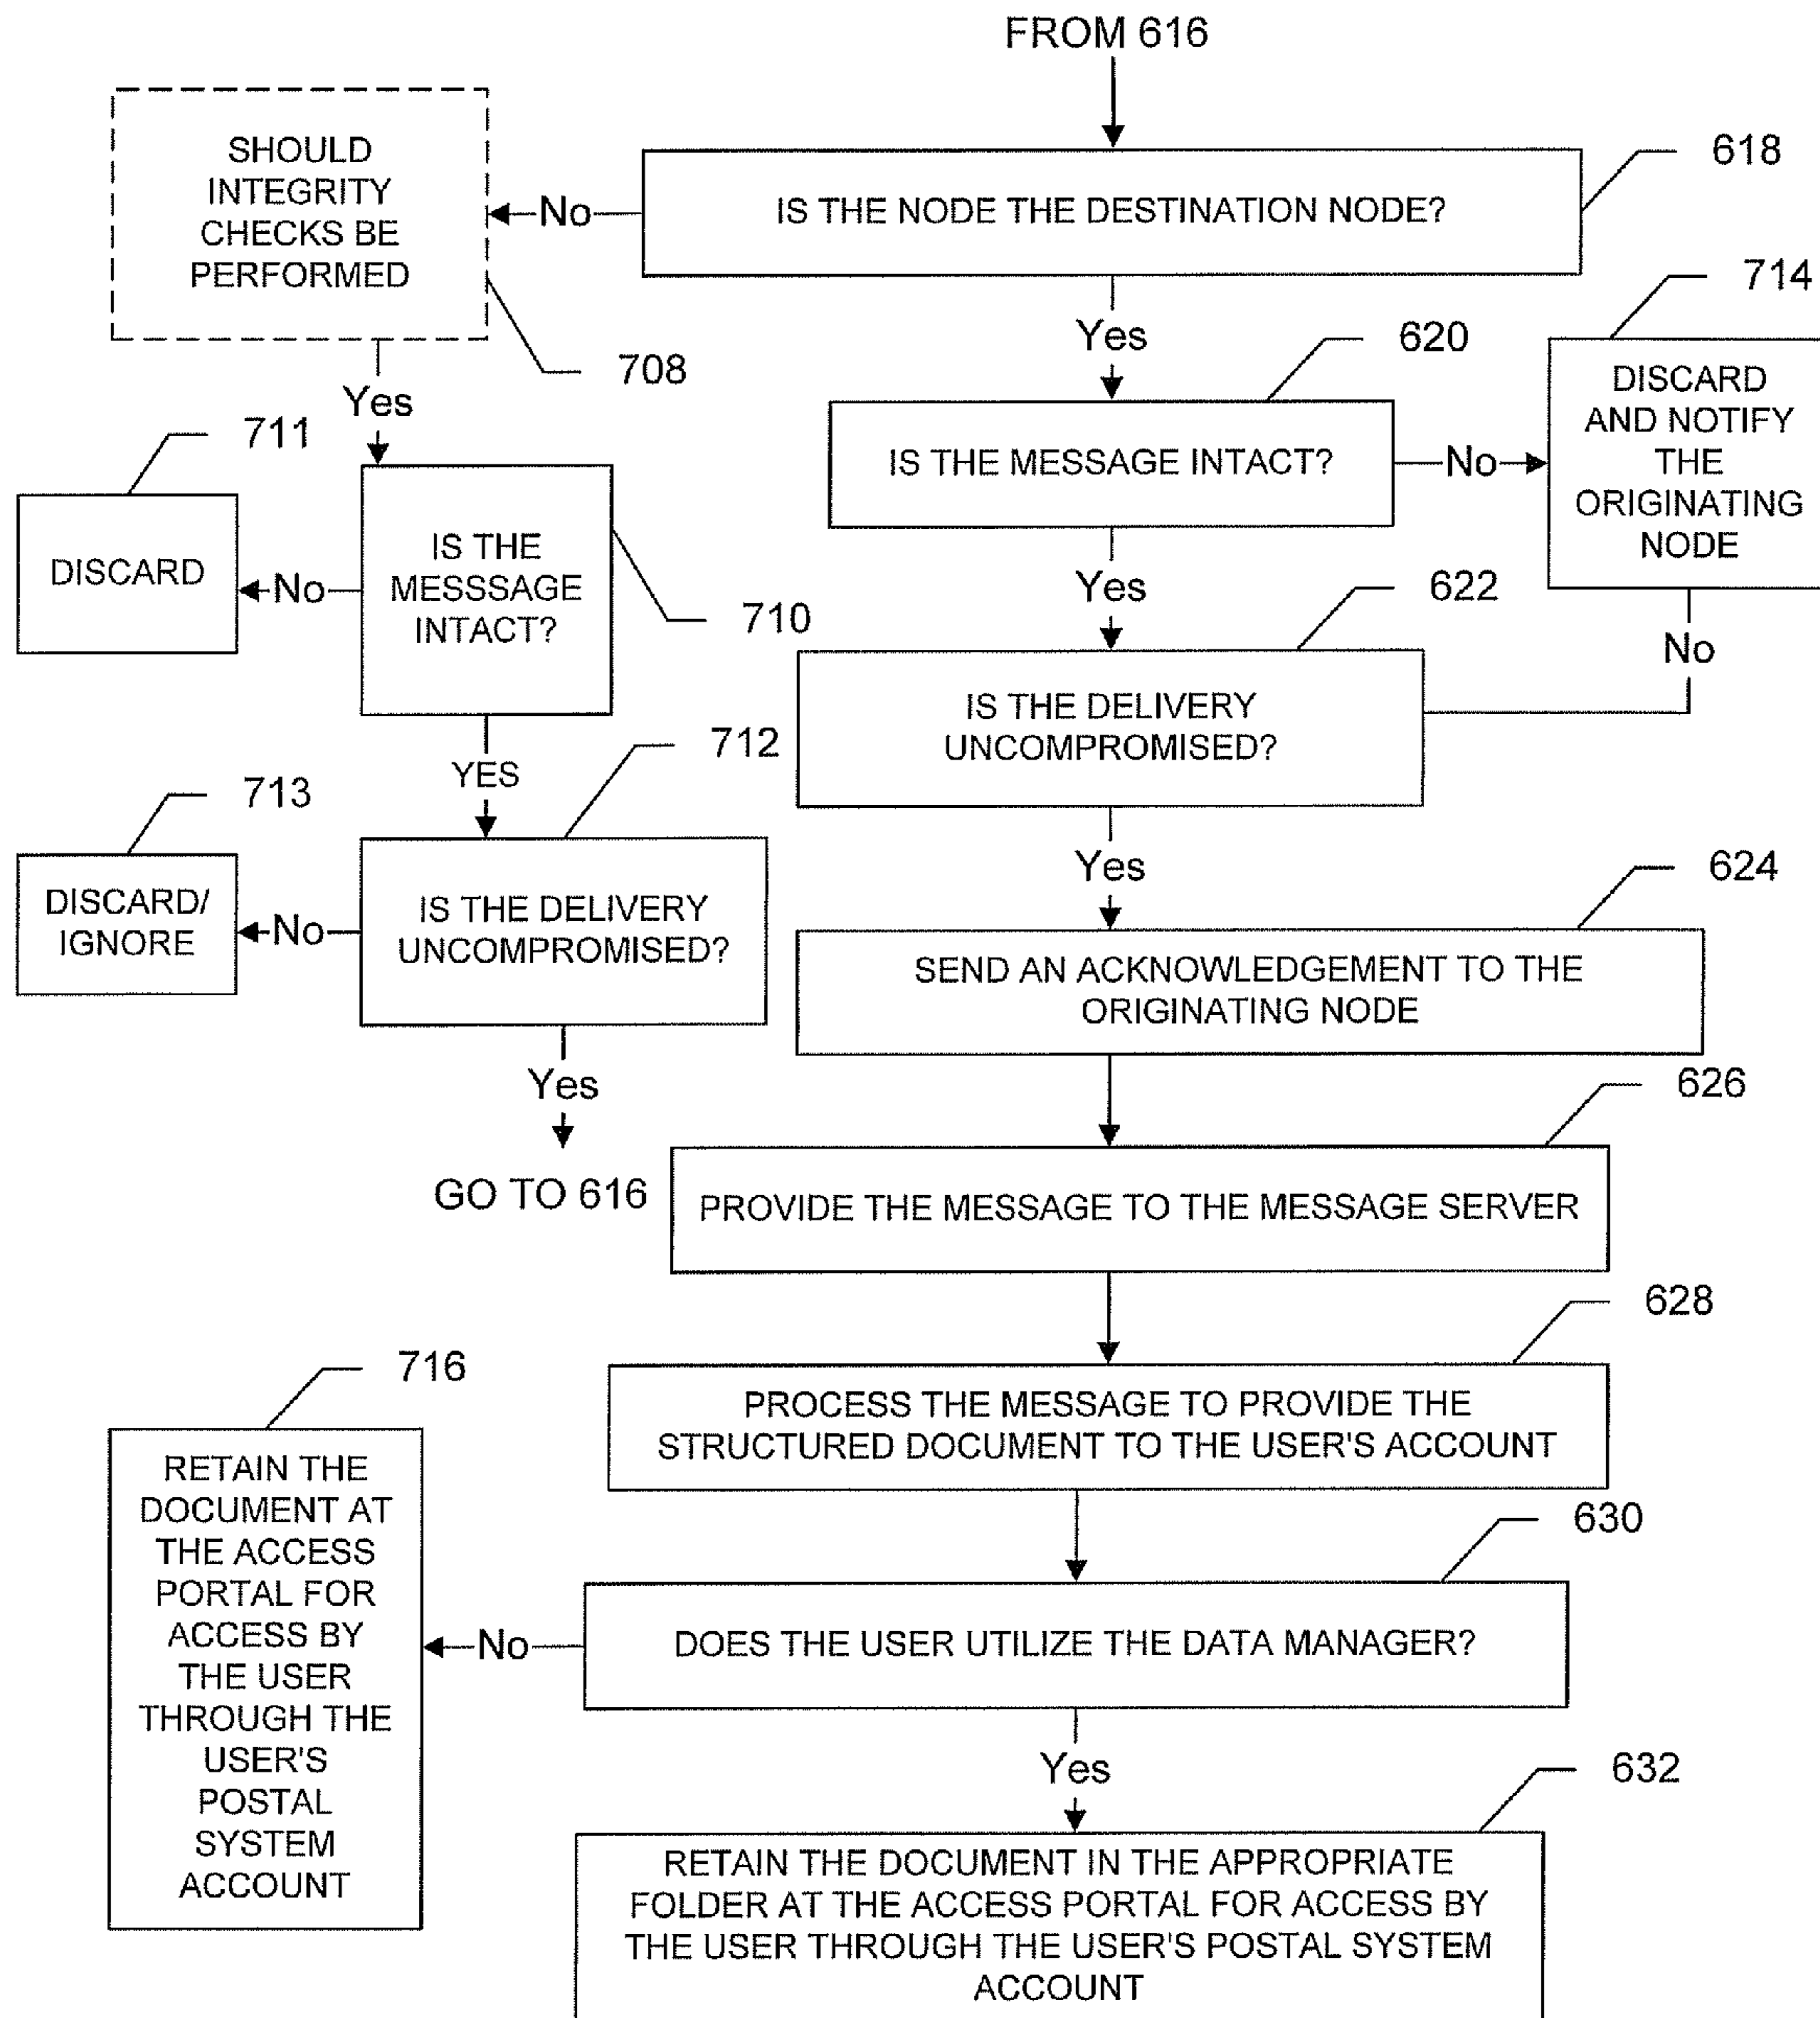 FROM 616
618
IS THE NODE THE DESTINATION NODE?
No
SHOULD
INTEGRITY
CHECKS BE
PERFORMED
708
Yes
Yes
620
714
IS THE MESSAGE INTACT?
No
DISCARD
AND NOTIFY
THE
ORIGINATING
NODE
No
711
DISCARD
No
IS THE
MESSSAGE
INTACT?
710
Yes
622
IS THE DELIVERY
UNCOMPROMISED?
YES
712
713
DISCARD/
IGNORE
No
IS THE DELIVERY
UNCOMPROMISED?
Yes
GO TO 616
Yes
624
SEND AN ACKNOWLEDGEMENT TO THE
ORIGINATING NODE
626
PROVIDE THE MESSAGE TO THE MESSAGE SERVER
628
PROCESS THE MESSAGE TO PROVIDE THE
STRUCTURED DOCUMENT TO THE USER'S ACCOUNT
630
DOES THE USER UTILIZE THE DATA MANAGER?
No
716
RETAIN THE
DOCUMENT AT
THE ACCESS
PORTAL FOR
ACCESS BY
THE USER
THROUGH THE
USER'S
POSTAL
SYSTEM
ACCOUNT
Yes
632
RETAIN THE DOCUMENT IN THE APPROPRIATE
FOLDER AT THE ACCESS PORTAL FOR ACCESS BY
THE USER THROUGH THE USER'S POSTAL SYSTEM
ACCOUNT